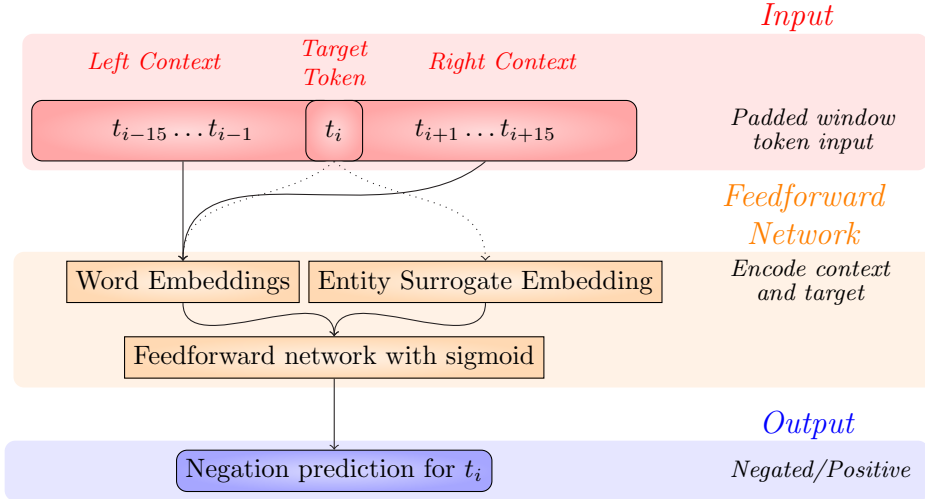 Input
Left Context
Target
Token
Right Context
t_{i−15} … t_{i−1}
t_i
t_{i+1} … t_{i+15}
Padded window
token input
Feedforward
Network
Word Embeddings
Entity Surrogate Embedding
Encode context
and target
Feedforward network with sigmoid
Output
Negation prediction for t_i
Negated/Positive